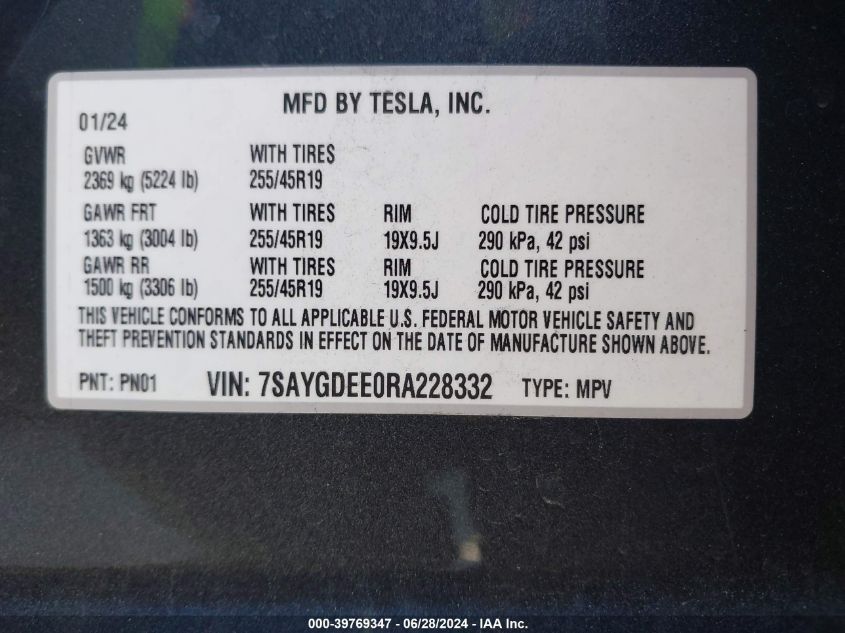 MFD BY TESLA, INC.
01/24
GVWR WITH TIRES
2369 kg (5224 lb) 255/45R19
GAWR FRT WITH TIRES RIM COLD TIRE PRESSURE
1363 kg (3004 lb) 255/45R19 19X9.5J 290 kPa, 42 psi
GAWR RR WITH TIRES RIM COLD TIRE PRESSURE
1500 kg (3306 lb) 255/45R19 19X9.5J 290 kPa, 42 psi
THIS VEHICLE CONFORMS TO ALL APPLICABLE U.S. FEDERAL MOTOR VEHICLE SAFETY AND
THEFT PREVENTION STANDARDS IN EFFECT ON THE DATE OF MANUFACTURE SHOWN ABOVE.
PNT: PN01 VIN: 7SAYGDEE0RA228332 TYPE: MPV
000-39769347 - 06/28/2024 - IAA Inc.